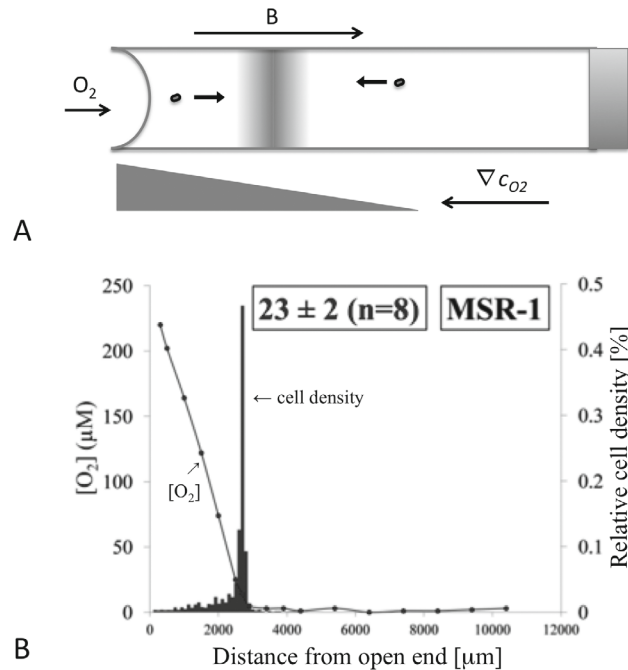 B
O₂
∇ c_O2
A
250
200
150
100
50
0
[O₂] (μM)
23 ± 2 (n=8)
MSR-1
← cell density
[O₂]
0.5
0.4
0.3
0.2
0.1
0
Relative cell density [%]
0 2000 4000 6000 8000 10000 12000
Distance from open end [μm]
B